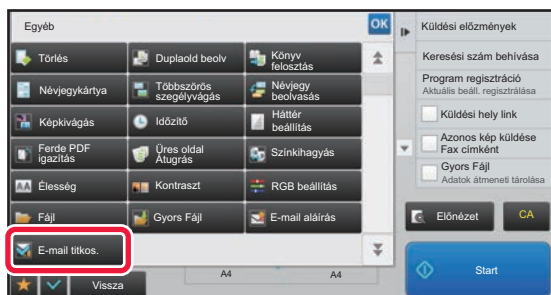 Egyéb
OK
Törlés
Duplaold beolv
Könyv
felosztás
Névjegykártya
Többszörös
szegélyvágás
Névjegy
beolvasás
Képkivágás
Időzítő
Háttér
beállítás
Ferde PDF
igazítás
Üres oldal
Átugrás
Színkihagyás
AA
Élesség
Kontraszt
RGB beállítás
Fájl
Gyors Fájl
E-mail aláírás
E-mail titkos.
Vissza
A4
A4
Küldési előzmények
Keresési szám behívása
Program regisztráció
Aktuális beáll. regisztrálása
Küldési hely link
Azonos kép küldése
Fax címként
Gyors Fájl
Adatok átmeneti tárolása
Előnézet
CA
Start